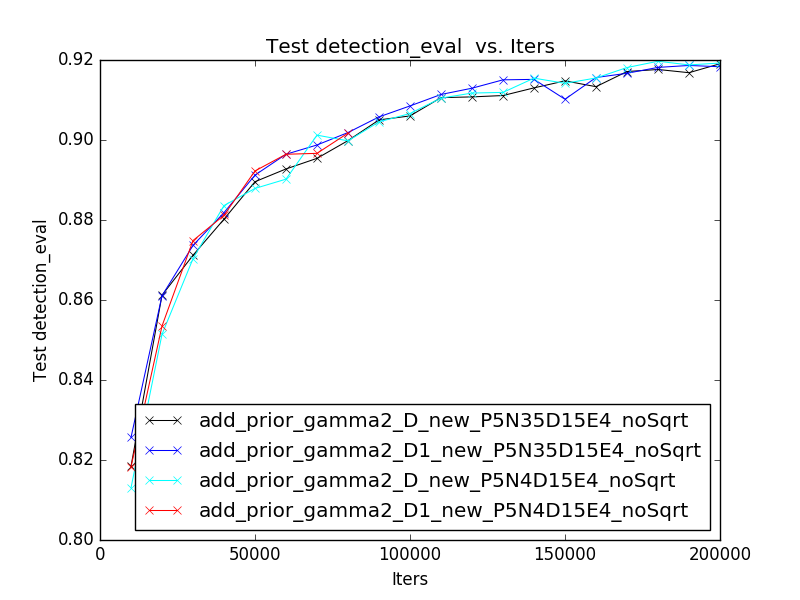 Test detection_eval  vs. Iters
Test detection_eval
0.92
0.90
0.88
0.86
0.84
0.82
0.80
add_prior_gamma2_D_new_P5N35D15E4_noSqrt
add_prior_gamma2_D1_new_P5N35D15E4_noSqrt
add_prior_gamma2_D_new_P5N4D15E4_noSqrt
add_prior_gamma2_D1_new_P5N4D15E4_noSqrt
0 50000 100000 150000 200000
Iters